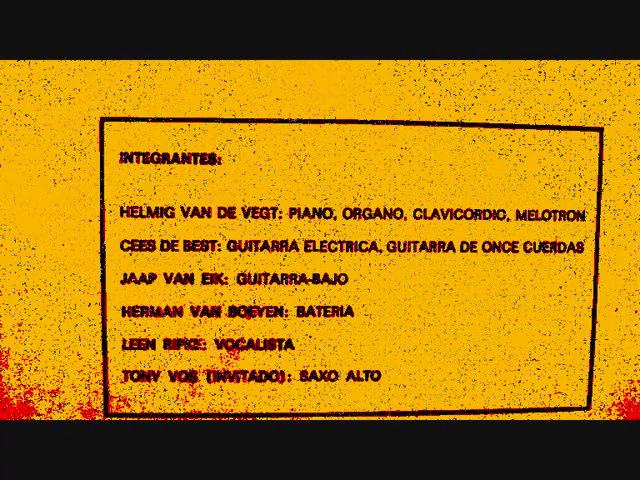 INTEGRANTES:
HELMIG VAN DE VEGT: PIANO, ORGANO, CLAVICORDIO, MELOTRON
CEES DE BEST: GUITARRA ELECTRICA, GUITARRA DE ONCE CUERDAS
JAAP VAN EIK: GUITARRA-BAJO
HERMAN VAN BOEYEN: BATERIA
LEEN RIPKE: VOCALISTA
TONY VOS (INVITADO): SAXO ALTO